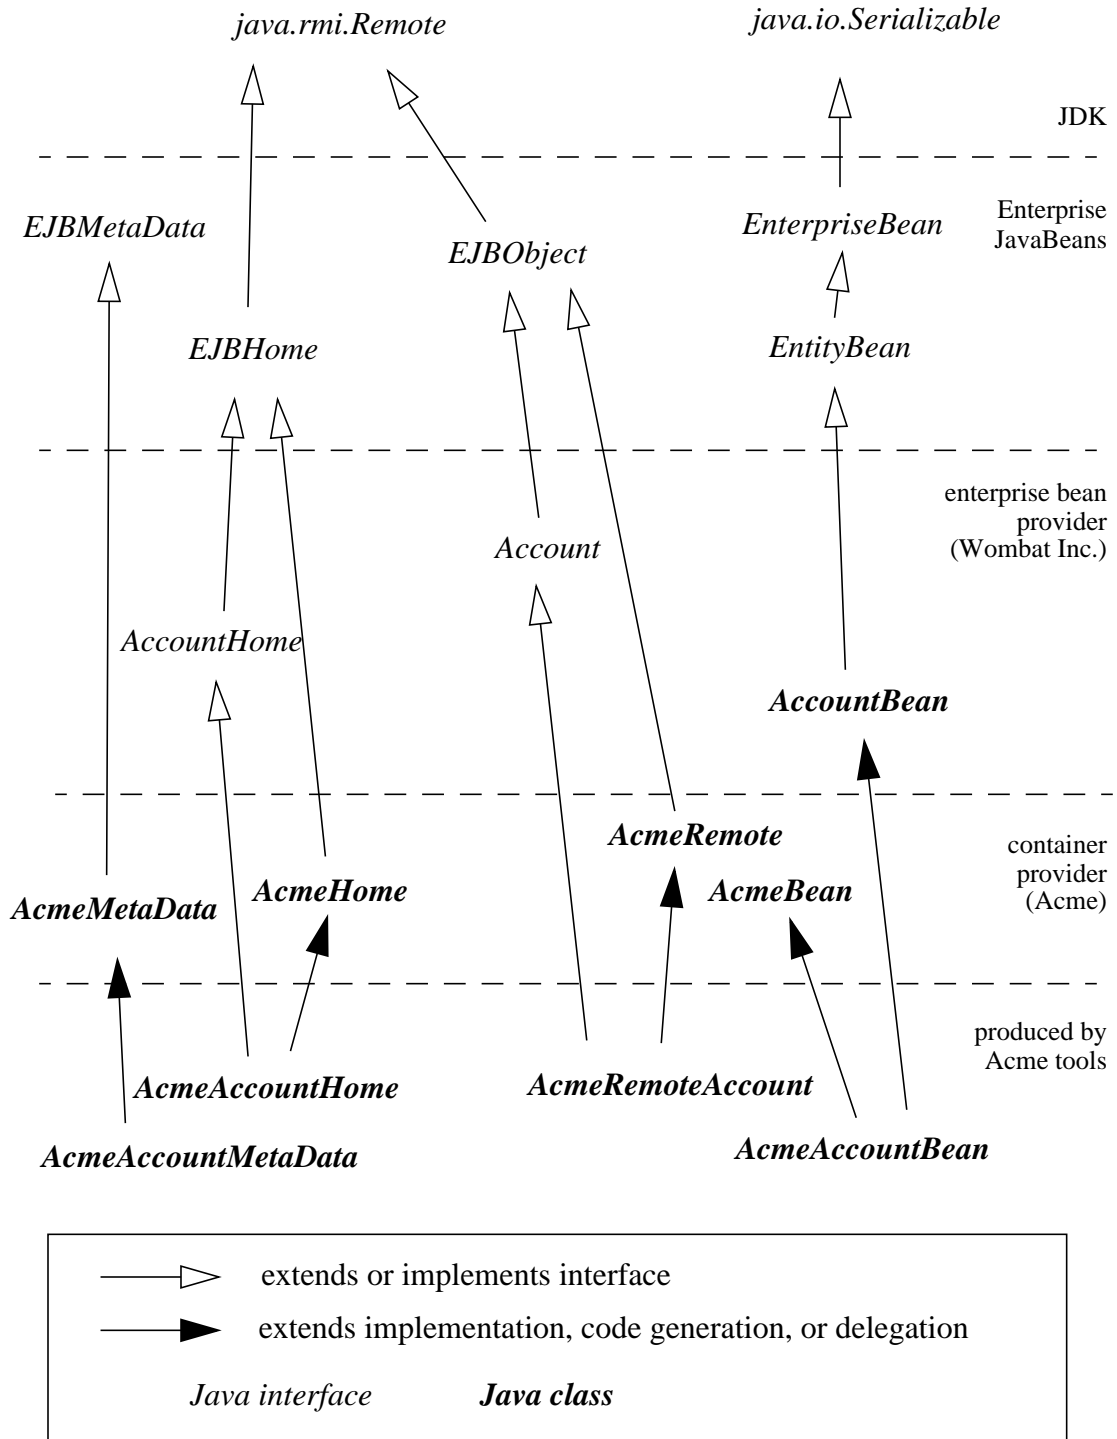 java.rmi.Remote
java.io.Serializable
JDK
EJBMetaData
EJBObject
EnterpriseBean
Enterprise
JavaBeans
EJBHome
EntityBean
enterprise bean
provider
(Wombat Inc.)
Account
AccountHome
AccountBean
AcmeRemote
container
provider
(Acme)
AcmeMetaData
AcmeHome
AcmeBean
produced by
Acme tools
AcmeAccountHome
AcmeRemoteAccount
AcmeAccountMetaData
AcmeAccountBean
extends or implements interface
extends implementation, code generation, or delegation
Java interface
Java class